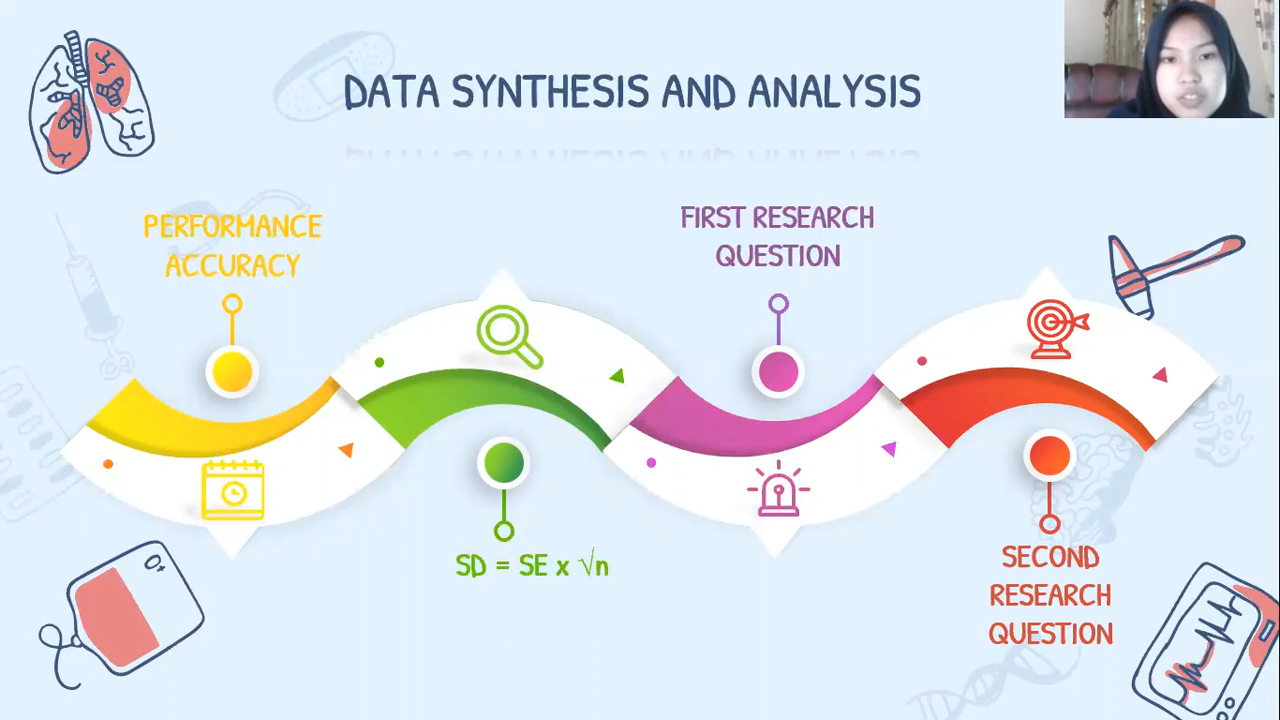 DATA SYNTHESIS AND ANALYSIS
PERFORMANCE
ACCURACY
SD = SE x √n
FIRST RESEARCH
QUESTION
SECOND
RESEARCH
QUESTION
O+